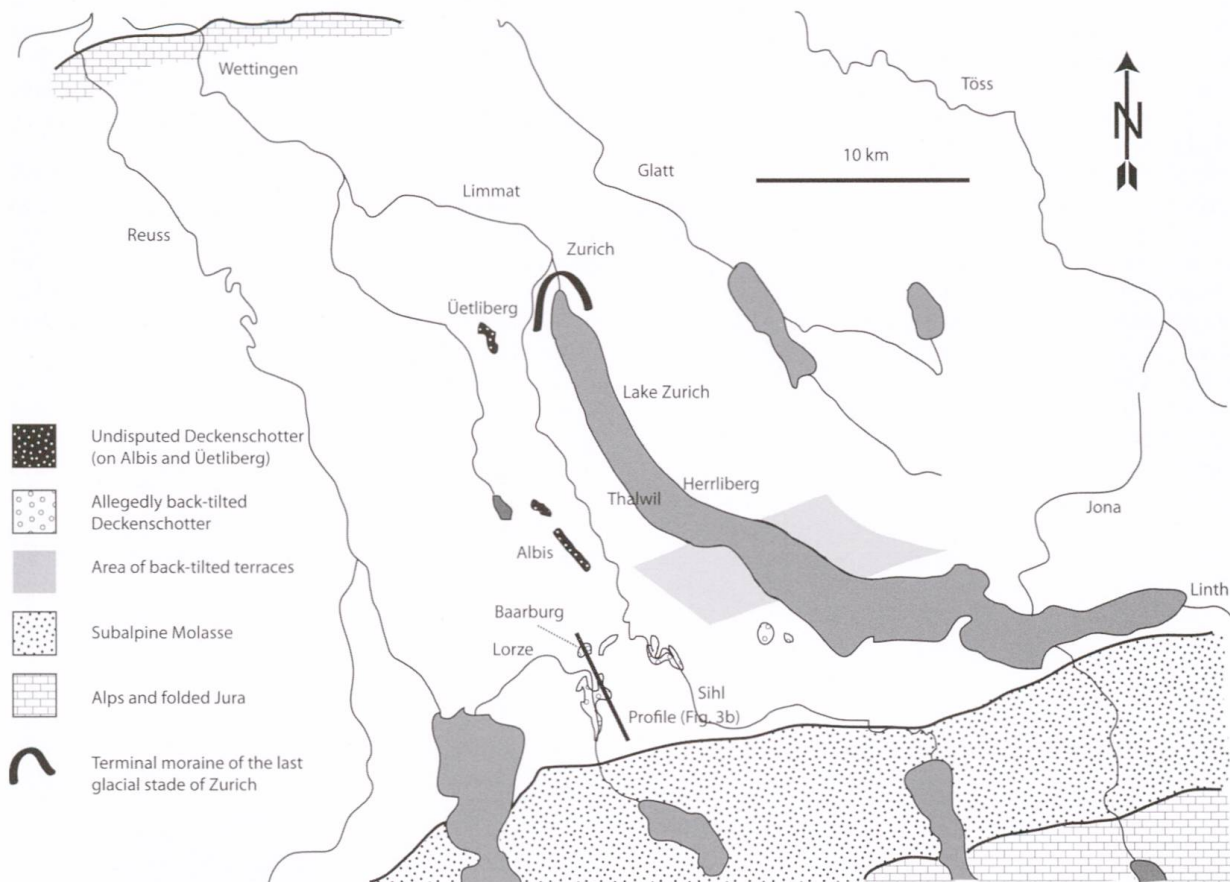 Wettingen
Töss
10 km
N
Glatt
Limmat
Reuss
Zurich
Üetliberg
Lake Zurich
Undisputed Deckenschotter
(on Albis and Üetliberg)
Herrliberg
Thalwil
Allegedly back-tilted
Deckenschotter
Jona
Albis
Area of back-tilted terraces
Linth
Baarburg
Subalpine Molasse
Lorze
Sihl
Alps and folded Jura
Profile (Fig. 3b)
Terminal moraine of the last
glacial stade of Zurich